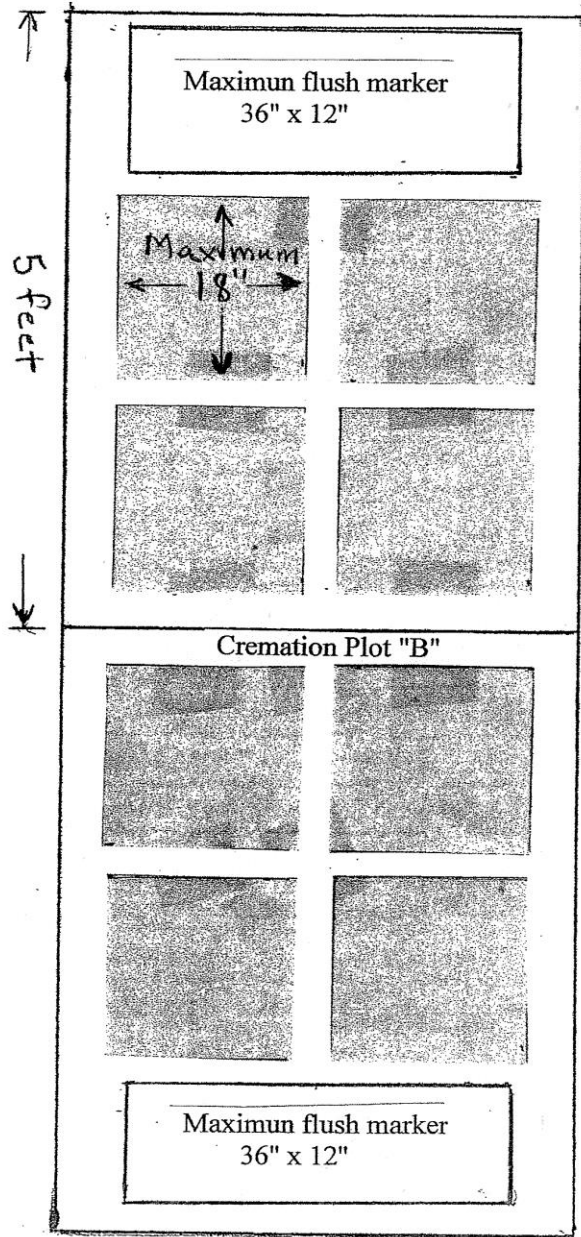 Maximun flush marker
36" x 12"
Maximum
18"
5 feet
Cremation Plot "B"
Maximun flush marker
36" x 12"